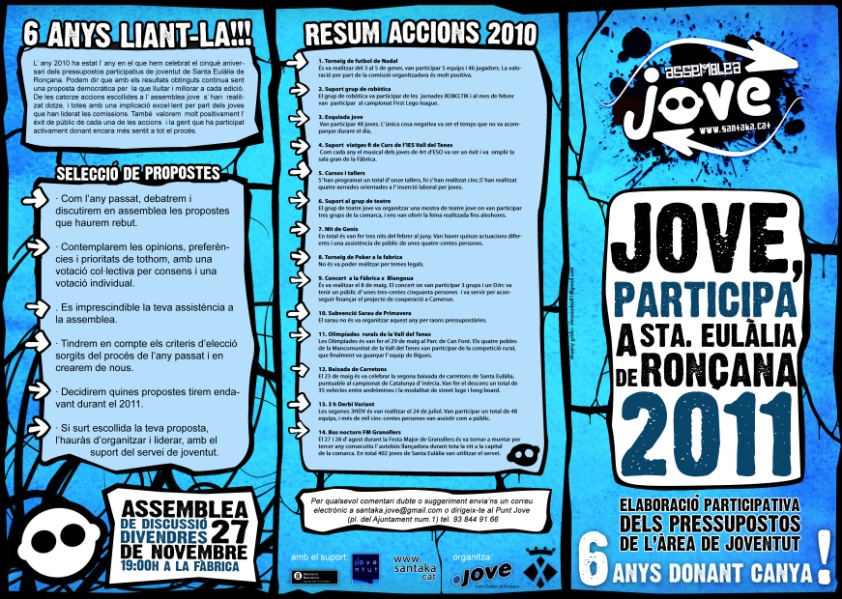 6 ANYS LIANT-LA!!!
L' any 2010 ha estat l' any en el que hem celebrat el cinquè aniver-
sari dels pressupostos participatius de joventut de Santa Eulàlia de
Ronçana. Podem dir que amb els resultats obtinguts continua sent
una proposta democràtica per la que lluitar i millorar a cada edició.
De les catorze accions escollides a l' assemblea jove s' han realit-
zat dotze, i totes amb una implicació excel·lent per part dels joves
que han liderat les comissions. També valorem molt positivament l'
èxit de públic de cada una de les accions i la gent que ha participat
activament donant encara més sentit a tot el procés.
SELECCIÓ DE PROPOSTES
· Com l'any passat, debatrem i
discutirem en assemblea les propostes
que haurem rebut.
· Contemplarem les opinions, preferèn-
cies i prioritats de tothom, amb una
votació col·lectiva per consens i una
votació individual.
. Es imprescindible la teva assistència a
la assemblea.
· Tindrem en compte els criteris d'elecció
sorgits del procés de l'any passat i en
crearem de nous.
· Decidirem quines propostes tirem enda-
vant durant el 2011.
· Si surt escollida la teva proposta,
l'hauràs d'organitzar i liderar, amb el
suport del servei de joventut.
ASSEMBLEA
DE DISCUSSIÓ
DIVENDRES 27
DE NOVEMBRE
19:00H A LA FÀBRICA
RESUM ACCIONS 2010
1. Torneig de futbol de Nadal
És va realitzar del 3 al 5 de gener, van participar 5 equips i 46 jugadors. La valo-
ració per part de la comissió organitzadora és molt positiva.
2. Suport grup de robòtica
El grup de robòtica va participar de les jornades ROBO.TIK i al mes de febrer
van participar al campionat First Lego league.
3. Esquiada jove
Van participar 48 joves. L' única cosa negativa va ser el temps que no va acom-
panyar durant el dia.
4. Suport viatges fi de Curs de l'IES Vall del Tenes
Com cada any el musical dels joves de 4rt d'ESO va ser un èxit i va omplir la
sala gran de la Fàbrica.
5. Cursos i tallers
S' han programat un total d' onze tallers, hi s' han realitzat cinc.S'han realitzat
quatre xerrades orientades a l' inserció laboral per joves.
6. Suport al grup de teatre
El grup de teatre jove va organitzar una mostra de teatre jove on van participar
tres grups de la comarca, i ens van oferir la feina realitzada fins aleshores.
7. Nit de Genis
En total és van fer tres nits del febrer al juny. Van haver quinze actuacions difer-
ents i una assistència de públic de unes quatre-centes persones.
8. Torneig de Poker a la fabrica
No és va poder realitzar per temes legals.
9. Concert a la Fàbrica x Blangoua
És va realitzar el 8 de maig. El concert on van participar 3 grups i un DJn: va
tenir un públic d' unes tres-centes cinquanta persones i va servir per acon-
seguir finançar el projecte de cooperació a Camerun.
10. Subvenció Sarau de Primavera
El sarau no és va organitzar aquest any per raons pressupostàries.
11. Olimpíades rurals de la Vall del Tenes
Les Olimpíades és van fer el 29 de maig al Parc de Can Font. Els quatre pobles
de la Mancomunitat de la Vall del Tenes van participar de la competició rural,
que finalment va guanyar l' equip de Bigues.
12. Baixada de Carretons
El 23 de maig és va celebrar la segona baixada de carretons de Santa Eulàlia,
puntuable al campionat de Catalunya d' inèrcia. Van fer el descens un total de
35 vehicles entre andròmines i la modalitat de street luge i long board.
13. 3 h Derbi Variant
Les segones 3HDV és van realitzar el 24 de juliol. Van participar un total de 48
equips, i més de mil cinc-centes persones van assistir com a públic.
14. Bus nocturn FM Granollers
El 27 i 28 d' agost durant la Festa Major de Granollers és va tornar a muntar per
tercer any consecutiu l' autobús llançadora durant tota la nit a la capital
de la comarca. En total 402 joves de Santa Eulàlia van utilitzar el servei.
Per qualsevol comentari dubte o suggeriment envia'ns un correu
electrònic a santaka.jove@gmail.com o dirigeix-te al Punt Jove
(pl. del Ajuntament num.1) tel. 93 844 91 66
amb el suport:
www.
santaka
.cat
organitza:
.jove
assemblea
jove
www.santaka.cat
JOVE,
PARTICIPA
A STA. EULÀLIA
DE RONÇANA
2011
ELABORACIÓ PARTICIPATIVA
DELS PRESSUPOSTOS
DE L'ÀREA DE JOVENTUT
6 ANYS DONANT CANYA!